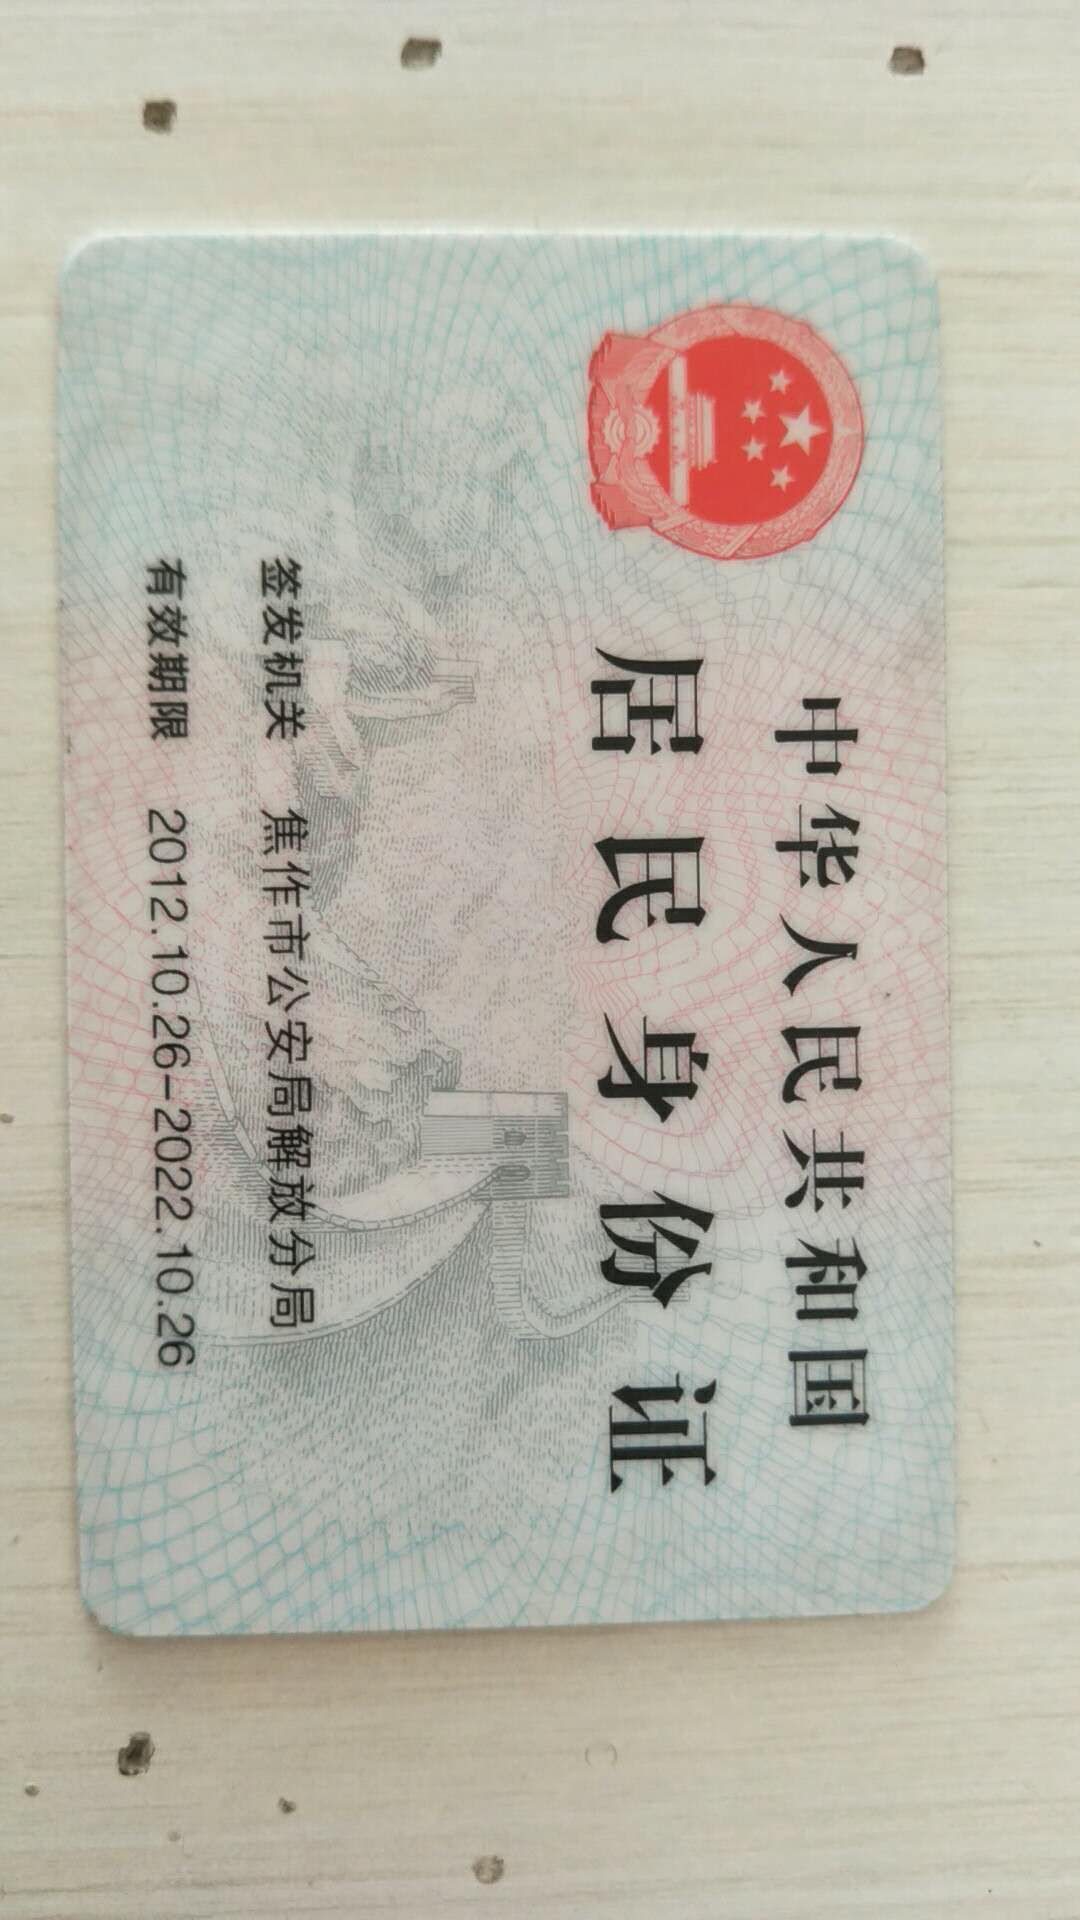 中华人民共和国
居民身份证
签发机关 焦作市公安局解放分局
有效期限 2012.10.26-2022.10.26